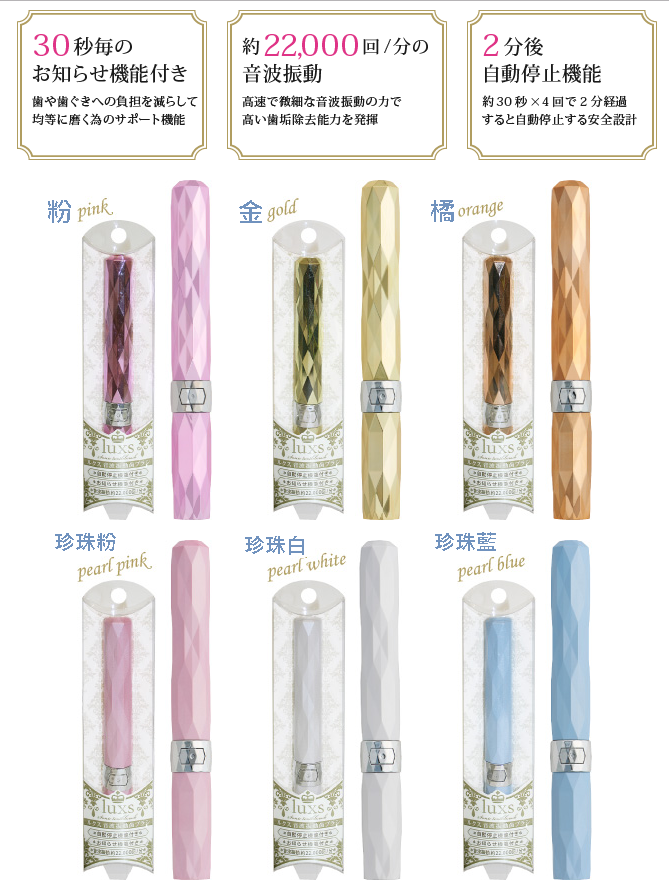 30秒毎の
お知らせ機能付き
歯や歯ぐきへの負担を減らして
均等に磨く為のサポート機能
約22,000回/分の
音波振動
高速で微細な音波振動の力で
高い歯垢除去能力を発揮
2分後
自動停止機能
約30秒×4回で2分経過
すると自動停止する安全設計
粉 pink
金 gold
橘 orange
luxs
luxs
luxs
珍珠粉
pearl pink
珍珠白
pearl white
珍珠藍
pearl blue
luxs
luxs
luxs